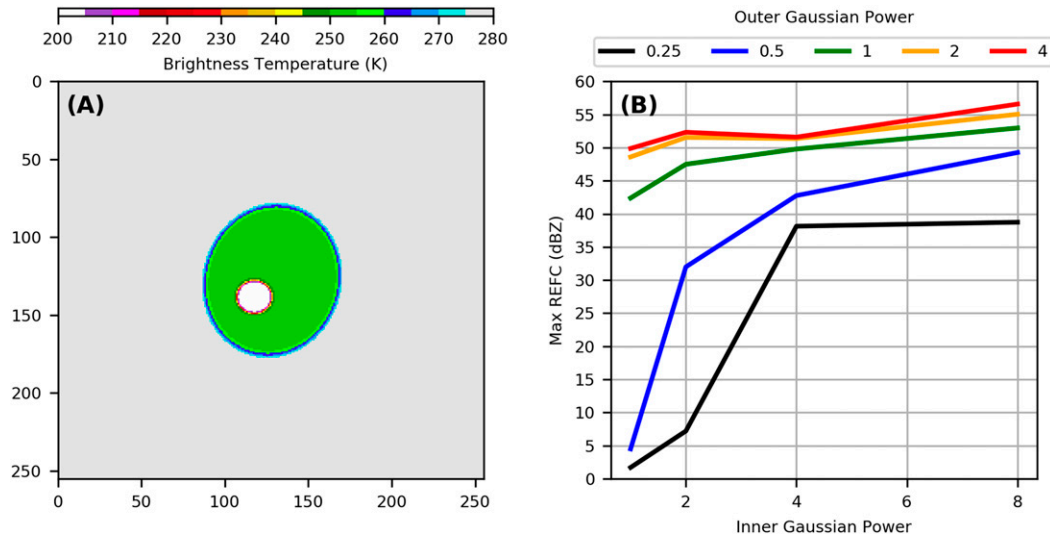 200 210 220 230 240 250 260 270 280
Brightness Temperature (K)
(A)
0
50
100
150
200
250
0 50 100 150 200 250
Outer Gaussian Power
0.25 0.5 1 2 4
(B)
60
55
50
45
40
35
30
25
20
15
10
5
0
Max REFC (dBZ)
2 4 6 8
Inner Gaussian Power